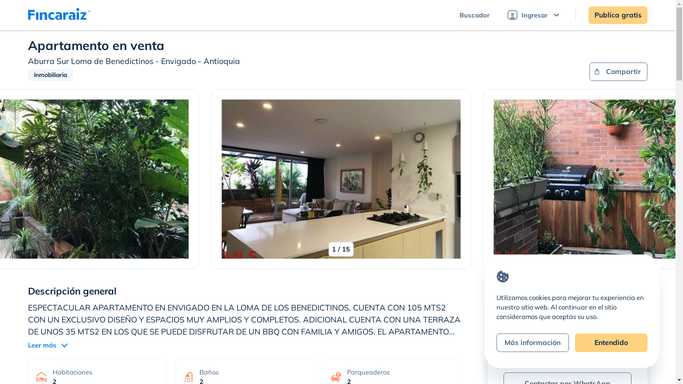 Fincaraiz
Buscador
Ingresar
Publica gratis
Apartamento en venta
Aburra Sur Loma de Benedictinos - Envigado - Antioquia
Inmobiliaria
Compartir
1 / 15
Descripción general
ESPECTACULAR APARTAMENTO EN ENVIGADO EN LA LOMA DE LOS BENEDICTINOS. CUENTA CON 105 MTS2
CON UN EXCLUSIVO DISEÑO Y ESPACIOS MUY AMPLIOS Y COMPLETOS. ADICIONAL CUENTA CON UNA TERRAZA
DE UNOS 35 MTS2 EN LOS QUE SE PUEDE DISFRUTAR DE UN BBQ CON FAMILIA Y AMIGOS. EL APARTAMENTO...
Leer más
Habitaciones
2
Baños
2
Parqueaderos
2
Utilizamos cookies para mejorar tu experiencia en
nuestro sitio web. Al continuar en el sitio
consideramos que aceptas su uso.
Más información
Entendido
Contactar por WhatsApp